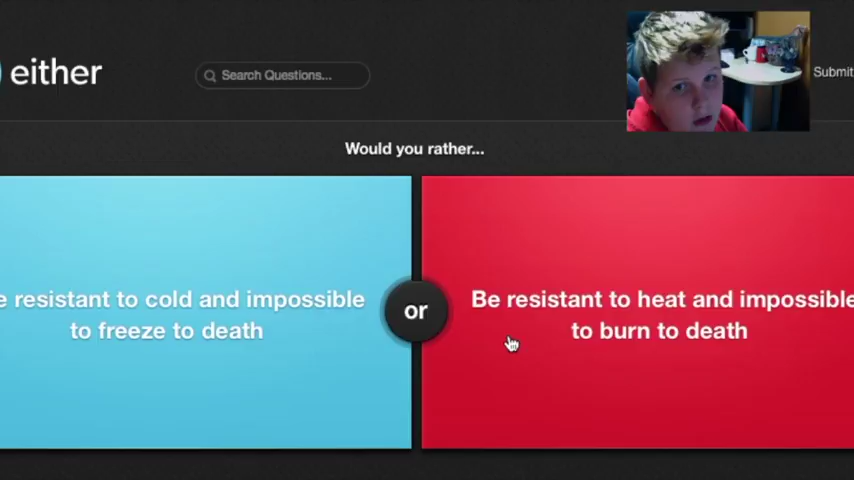 either
Search Questions...
Submit
Would you rather...
e resistant to cold and impossible
to freeze to death
or
Be resistant to heat and impossible
to burn to death